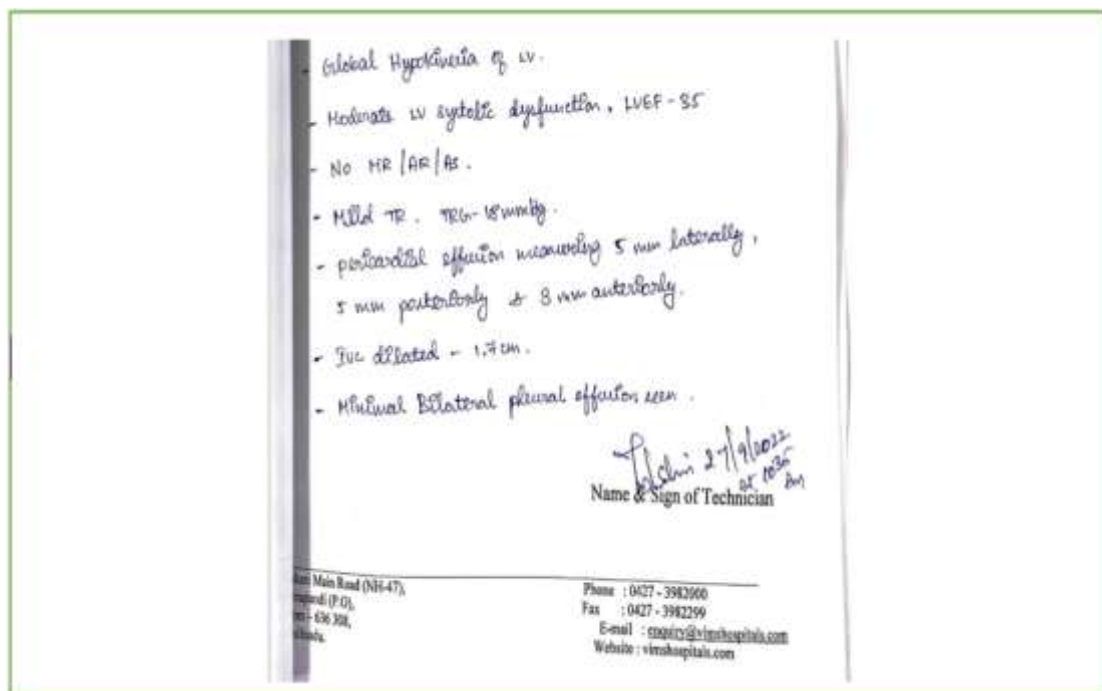 - Global Hypokinesia of LV.
- Moderate LV systolic dysfunction, LVEF - 35
- No MR/AR/AS.
- Mild TR. TRG - 18 mmHg.
- pericardial effusion measuring 5 mm laterally,
5 mm posteriorly & 3 mm anteriorly.
- IVC dilated - 1.7 cm.
- Minimal Bilateral pleural effusion seen.
27/9/2022
at 1035
Am
Name & Sign of Technician
Main Road (NH-47),
(P.O),
- 636 308,
Phone : 0427 - 3982000
Fax : 0427 - 3982299
E-mail : enquiry@vimshospitals.com
Website : vimshospitals.com